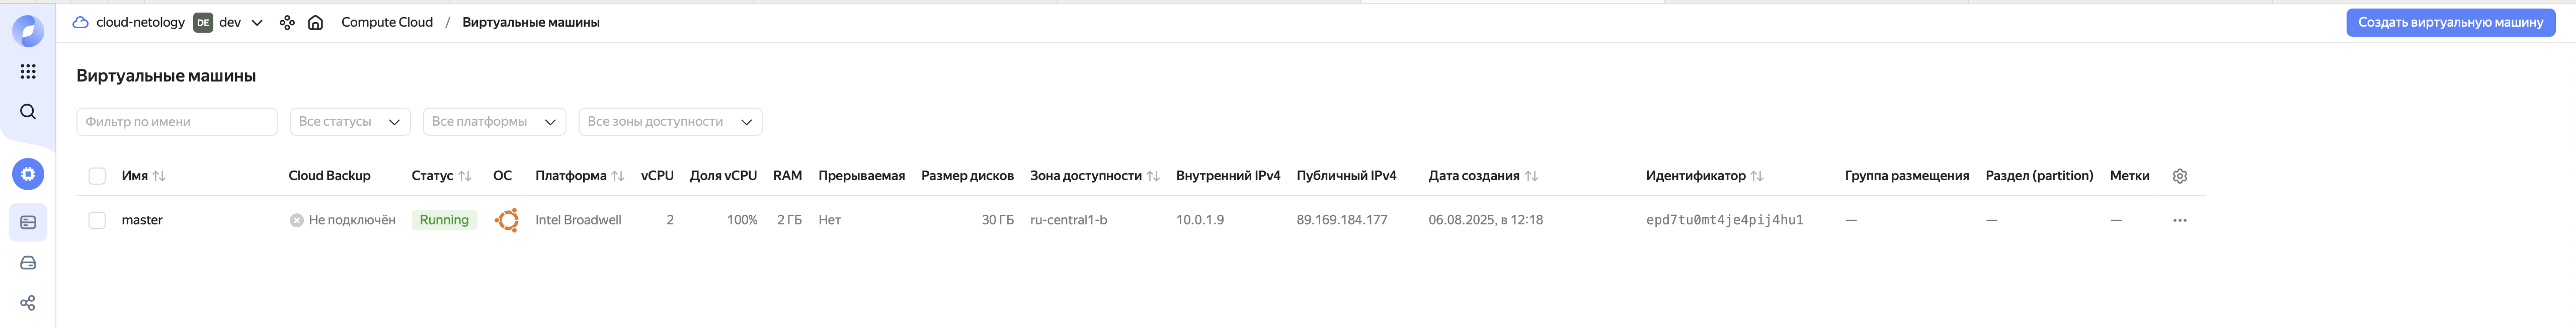 cloud-netology DE dev Compute Cloud / Виртуальные машины Создать виртуальную машину
Виртуальные машины
Фильтр по имени Все статусы Все платформы Все зоны доступности
Имя Cloud Backup Статус ОС Платформа vCPU Доля vCPU RAM Прерываемая Размер дисков Зона доступности Внутренний IPv4 Публичный IPv4 Дата создания Идентификатор Группа размещения Раздел (partition) Метки
master Не подключён Running Intel Broadwell 2 100% 2 ГБ Нет 30 ГБ ru-central1-b 10.0.1.9 89.169.184.177 06.08.2025, в 12:18 epd7tu0mt4je4pij4hu1 — — —